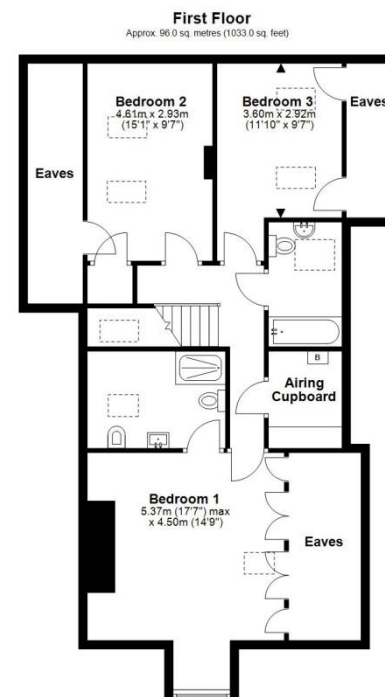 First Floor
Approx. 96.0 sq. metres (1033.0 sq. feet)
Bedroom 2
4.61m x 2.93m
(15'1" x 9'7")
Bedroom 3
3.60m x 2.92m
(11'10" x 9'7")
Eaves
Eaves
B
Airing
Cupboard
Bedroom 1
5.37m (17'7") max
x 4.50m (14'9")
Eaves